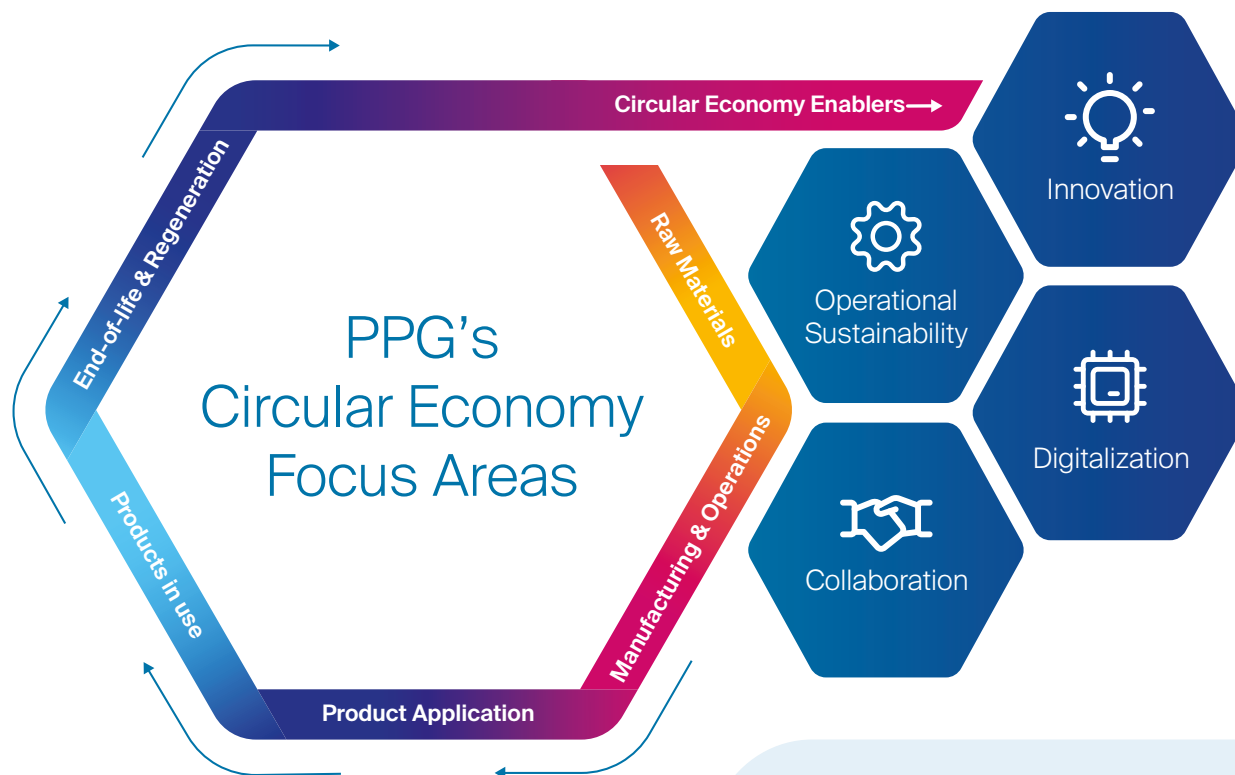 Circular Economy Enablers→
Innovation
Operational
Sustainability
Digitalization
Collaboration
Raw Materials
Manufacturing & Operations
Product Application
Products in use
End-of-life & Regeneration
PPG's
Circular Economy
Focus Areas